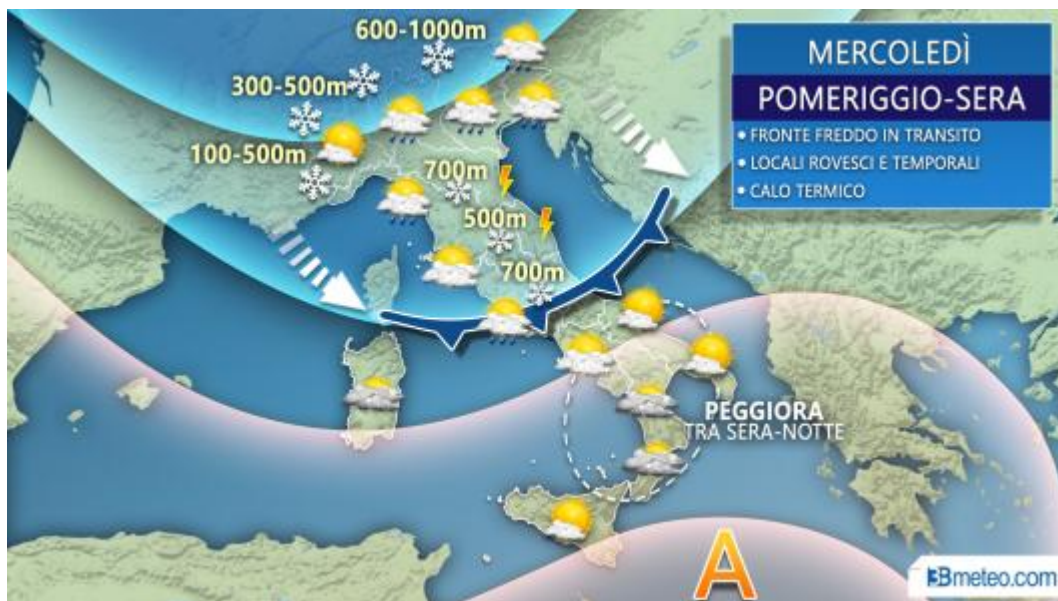 600-1000m
MERCOLEDÌ
300-500m
POMERIGGIO-SERA
• FRONTE FREDDO IN TRANSITO
100-500m
• LOCALI ROVESCI E TEMPORALI
700m
• CALO TERMICO
500m
700m
PEGGIORA
TRA SERA-NOTTE
A
3Bmeteo.com